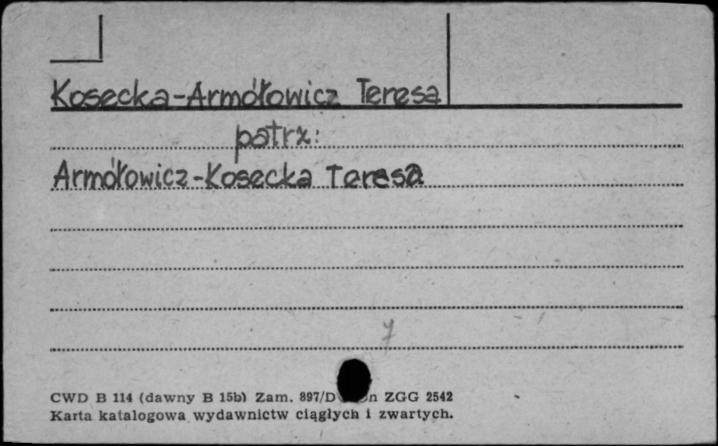 Kosecka-Armółowicz Teresa
patrz:
Armółowicz-Kosecka Teresa
7
CWD B 114 (dawny B 15b) Zam. 897/D ZGG 2542
Karta katalogowa wydawnictw ciągłych i zwartych.